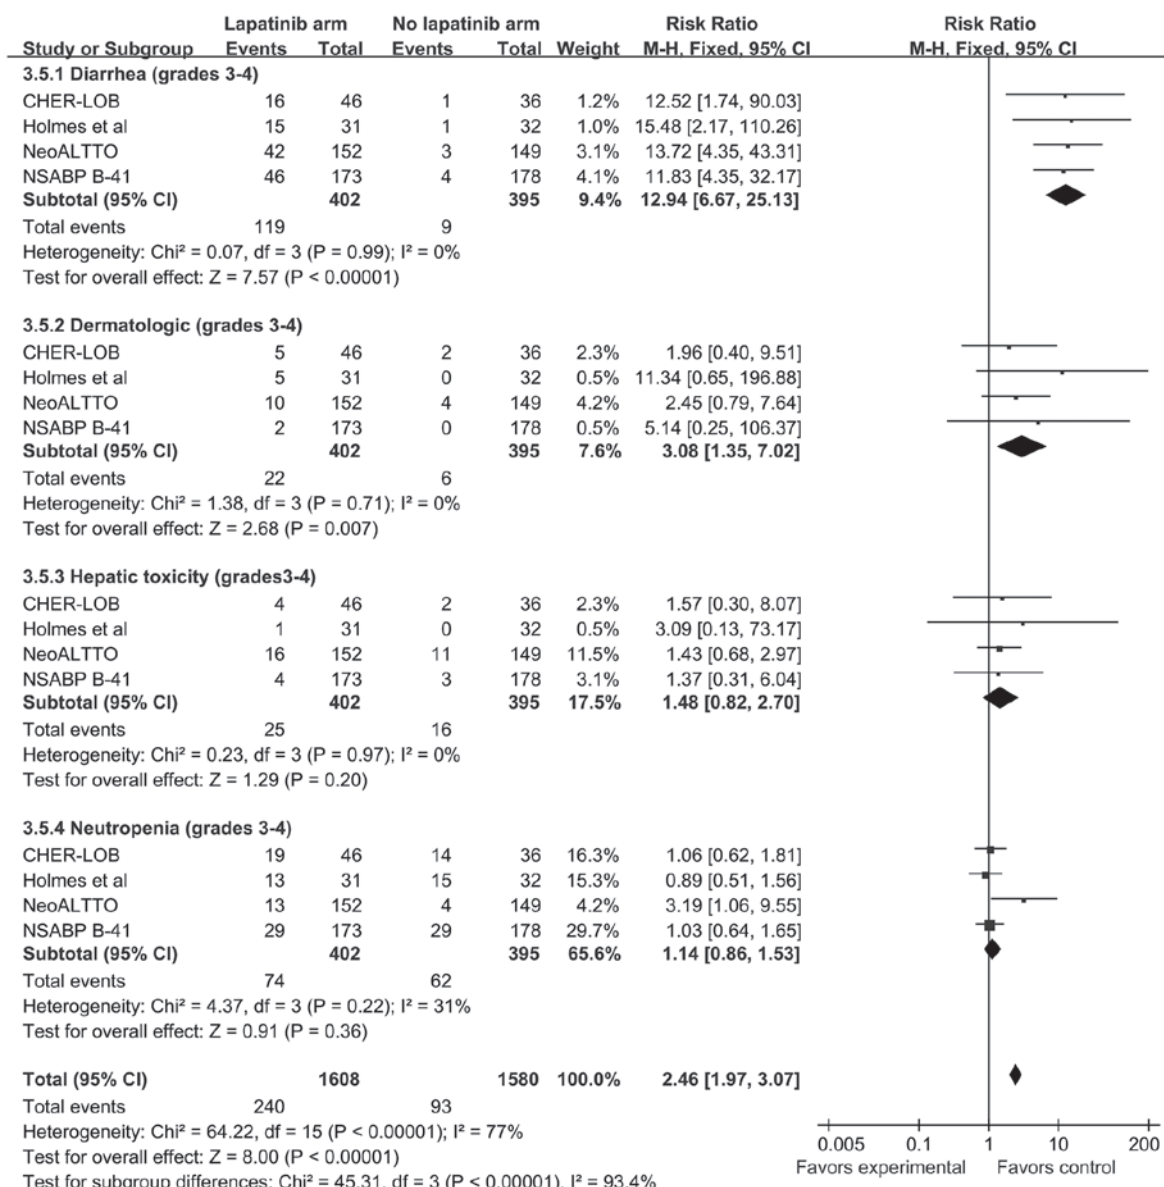 Lapatinib arm No lapatinib arm Risk Ratio Risk Ratio
Study or Subgroup Events Total Events Total Weight M-H, Fixed, 95% CI M-H, Fixed, 95% CI
3.5.1 Diarrhea (grades 3-4)
CHER-LOB 16 46 1 36 1.2% 12.52 [1.74, 90.03]
Holmes et al 15 31 1 32 1.0% 15.48 [2.17, 110.26]
NeoALTTO 42 152 3 149 3.1% 13.72 [4.35, 43.31]
NSABP B-41 46 173 4 178 4.1% 11.83 [4.35, 32.17]
Subtotal (95% CI) 402 395 9.4% 12.94 [6.67, 25.13]
Total events 119 9
Heterogeneity: Chi² = 0.07, df = 3 (P = 0.99); I² = 0%
Test for overall effect: Z = 7.57 (P < 0.00001)
3.5.2 Dermatologic (grades 3-4)
CHER-LOB 5 46 2 36 2.3% 1.96 [0.40, 9.51]
Holmes et al 5 31 0 32 0.5% 11.34 [0.65, 196.88]
NeoALTTO 10 152 4 149 4.2% 2.45 [0.79, 7.64]
NSABP B-41 2 173 0 178 0.5% 5.14 [0.25, 106.37]
Subtotal (95% CI) 402 395 7.6% 3.08 [1.35, 7.02]
Total events 22 6
Heterogeneity: Chi² = 1.38, df = 3 (P = 0.71); I² = 0%
Test for overall effect: Z = 2.68 (P = 0.007)
3.5.3 Hepatic toxicity (grades3-4)
CHER-LOB 4 46 2 36 2.3% 1.57 [0.30, 8.07]
Holmes et al 1 31 0 32 0.5% 3.09 [0.13, 73.17]
NeoALTTO 16 152 11 149 11.5% 1.43 [0.68, 2.97]
NSABP B-41 4 173 3 178 3.1% 1.37 [0.31, 6.04]
Subtotal (95% CI) 402 395 17.5% 1.48 [0.82, 2.70]
Total events 25 16
Heterogeneity: Chi² = 0.23, df = 3 (P = 0.97); I² = 0%
Test for overall effect: Z = 1.29 (P = 0.20)
3.5.4 Neutropenia (grades 3-4)
CHER-LOB 19 46 14 36 16.3% 1.06 [0.62, 1.81]
Holmes et al 13 31 15 32 15.3% 0.89 [0.51, 1.56]
NeoALTTO 13 152 4 149 4.2% 3.19 [1.06, 9.55]
NSABP B-41 29 173 29 178 29.7% 1.03 [0.64, 1.65]
Subtotal (95% CI) 402 395 65.6% 1.14 [0.86, 1.53]
Total events 74 62
Heterogeneity: Chi² = 4.37, df = 3 (P = 0.22); I² = 31%
Test for overall effect: Z = 0.91 (P = 0.36)
Total (95% CI) 1608 1580 100.0% 2.46 [1.97, 3.07]
Total events 240 93
Heterogeneity: Chi² = 64.22, df = 15 (P < 0.00001); I² = 77%
Test for overall effect: Z = 8.00 (P < 0.00001)
Test for subgroup differences: Chi² = 45.31, df = 3 (P < 0.00001), I² = 93.4%
0.005 0.1 1 10 200
Favors experimental Favors control